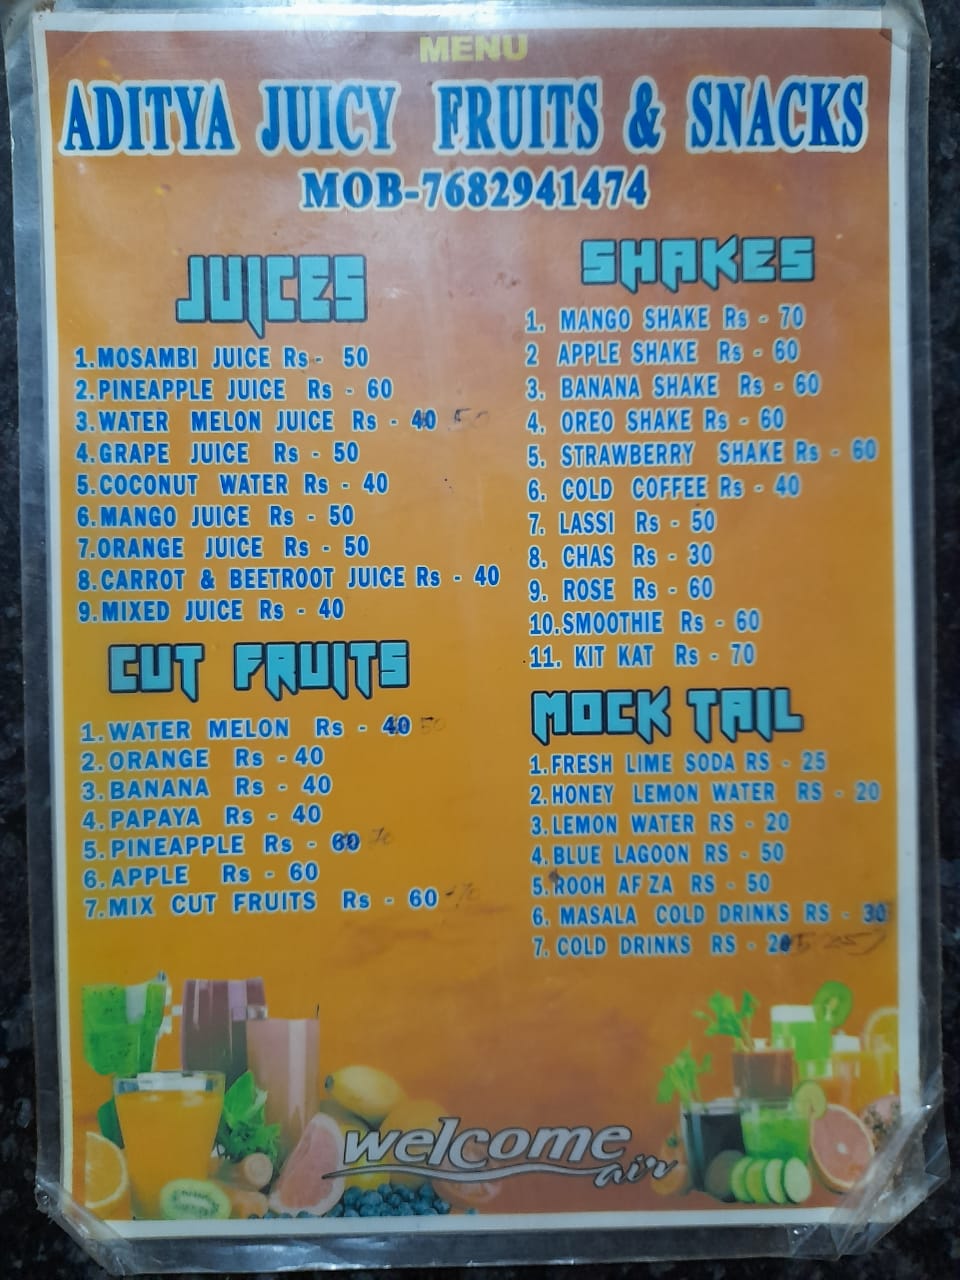 MENU
ADITYA JUICY FRUITS & SNACKS
MOB-7682941474
JUICES
1.MOSAMBI JUICE Rs - 50
2.PINEAPPLE JUICE Rs - 60
3.WATER MELON JUICE Rs - 40 50
4.GRAPE JUICE Rs - 50
5.COCONUT WATER Rs - 40
6.MANGO JUICE Rs - 50
7.ORANGE JUICE Rs - 50
8.CARROT & BEETROOT JUICE Rs - 40
9.MIXED JUICE Rs - 40
CUT FRUITS
1.WATER MELON Rs - 40 50
2.ORANGE Rs - 40
3.BANANA Rs - 40
4.PAPAYA Rs - 40
5.PINEAPPLE Rs - 60 70
6.APPLE Rs - 60
7.MIX CUT FRUITS Rs - 60
SHAKES
1. MANGO SHAKE Rs - 70
2 APPLE SHAKE Rs - 60
3. BANANA SHAKE Rs - 60
4. OREO SHAKE Rs - 60
5. STRAWBERRY SHAKE Rs - 60
6. COLD COFFEE Rs - 40
7. LASSI Rs - 50
8. CHAS Rs - 30
9. ROSE Rs - 60
10.SMOOTHIE Rs - 60
11. KIT KAT Rs - 70
MOCK TAIL
1.FRESH LIME SODA RS - 25
2.HONEY LEMON WATER RS - 20
3.LEMON WATER RS - 20
4.BLUE LAGOON RS - 50
5.ROOH AF ZA RS - 50
6. MASALA COLD DRINKS RS - 30
7. COLD DRINKS RS - 20
welcome
air